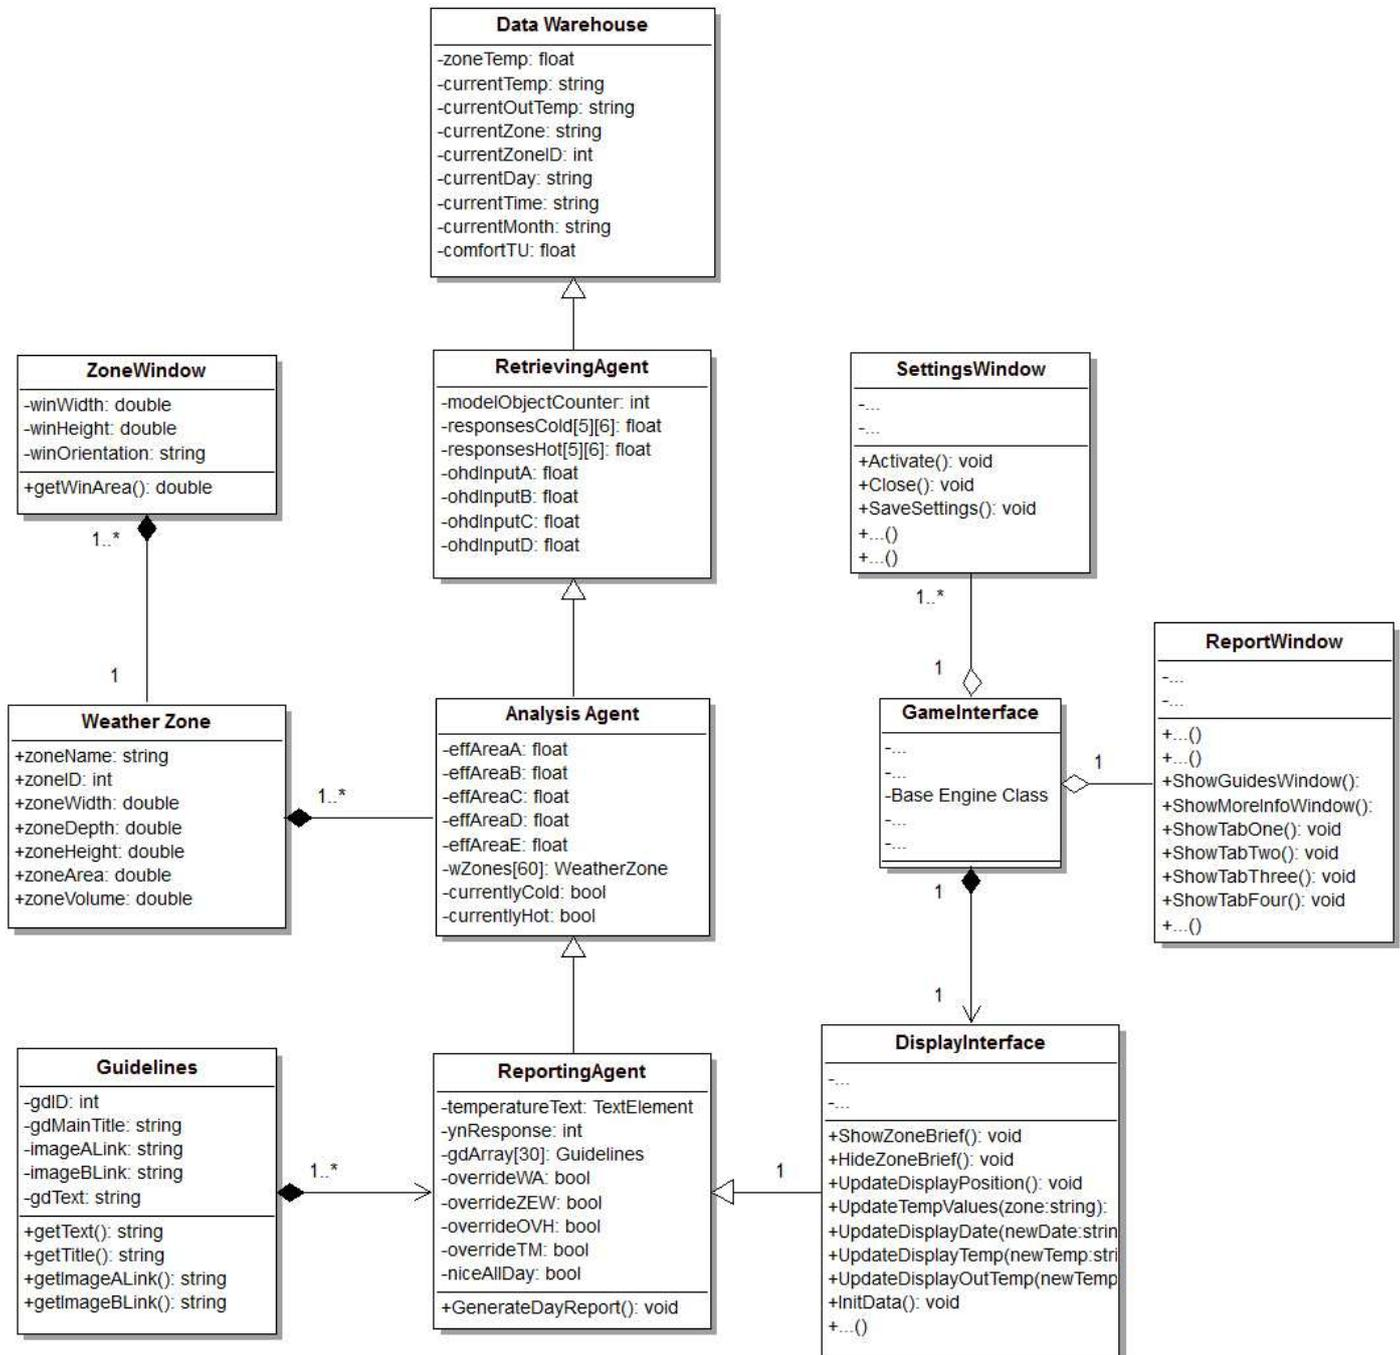 Data Warehouse
-zoneTemp: float
-currentTemp: string
-currentOutTemp: string
-currentZone: string
-currentZoneID: int
-currentDay: string
-currentTime: string
-currentMonth: string
-comfortTU: float
ZoneWindow
-winWidth: double
-winHeight: double
-winOrientation: string
+getWinArea(): double
1..*
1
RetrievingAgent
-modelObjectCounter: int
-responsesCold[5][6]: float
-responsesHot[5][6]: float
-ohdInputA: float
-ohdInputB: float
-ohdInputC: float
-ohdInputD: float
SettingsWindow
-...
-...
+Activate(): void
+Close(): void
+SaveSettings(): void
+...()
+...()
1..*
1
ReportWindow
-...
-...
+...()
+...()
+ShowGuidesWindow():
+ShowMoreInfoWindow():
+ShowTabOne(): void
+ShowTabTwo(): void
+ShowTabThree(): void
+ShowTabFour(): void
+...()
Weather Zone
+zoneName: string
+zoneID: int
+zoneWidth: double
+zoneDepth: double
+zoneHeight: double
+zoneArea: double
+zoneVolume: double
1..*
Analysis Agent
-effAreaA: float
-effAreaB: float
-effAreaC: float
-effAreaD: float
-effAreaE: float
-wZones[60]: WeatherZone
-currentlyCold: bool
-currentlyHot: bool
GameInterface
-...
-...
-Base Engine Class
-...
-...
1
1
1
Guidelines
-gdID: int
-gdMainTitle: string
-imageALink: string
-imageBLink: string
-gdText: string
+getText(): string
+getTitle(): string
+getImageALink(): string
+getImageBLink(): string
1..*
ReportingAgent
-temperatureText: TextElement
-ynResponse: int
-gdArray[30]: Guidelines
-overrideWA: bool
-overrideZEW: bool
-overrideOVH: bool
-overrideTM: bool
-niceAllDay: bool
+GenerateDayReport(): void
1
DisplayInterface
-...
-...
+ShowZoneBrief(): void
+HideZoneBrief(): void
+UpdateDisplayPosition(): void
+UpdateTempValues(zone:string):
+UpdateDisplayDate(newDate:strin
+UpdateDisplayTemp(newTemp:stri
+UpdateDisplayOutTemp(newTemp
+InitData(): void
+...()